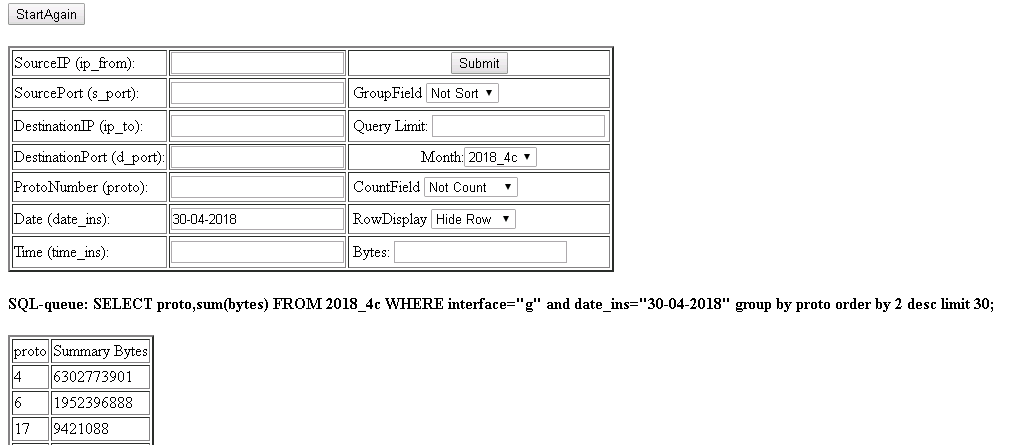 StartAgain
SourceIP (ip_from): Submit
SourcePort (s_port): GroupField Not Sort
DestinationIP (ip_to): Query Limit:
DestinationPort (d_port): Month: 2018_4c
ProtoNumber (proto): CountField Not Count
Date (date_ins): 30-04-2018 RowDisplay Hide Row
Time (time_ins): Bytes:
SQL-queue: SELECT proto,sum(bytes) FROM 2018_4c WHERE interface="g" and date_ins="30-04-2018" group by proto order by 2 desc limit 30;
proto Summary Bytes
4 6302773901
6 1952396888
17 9421088